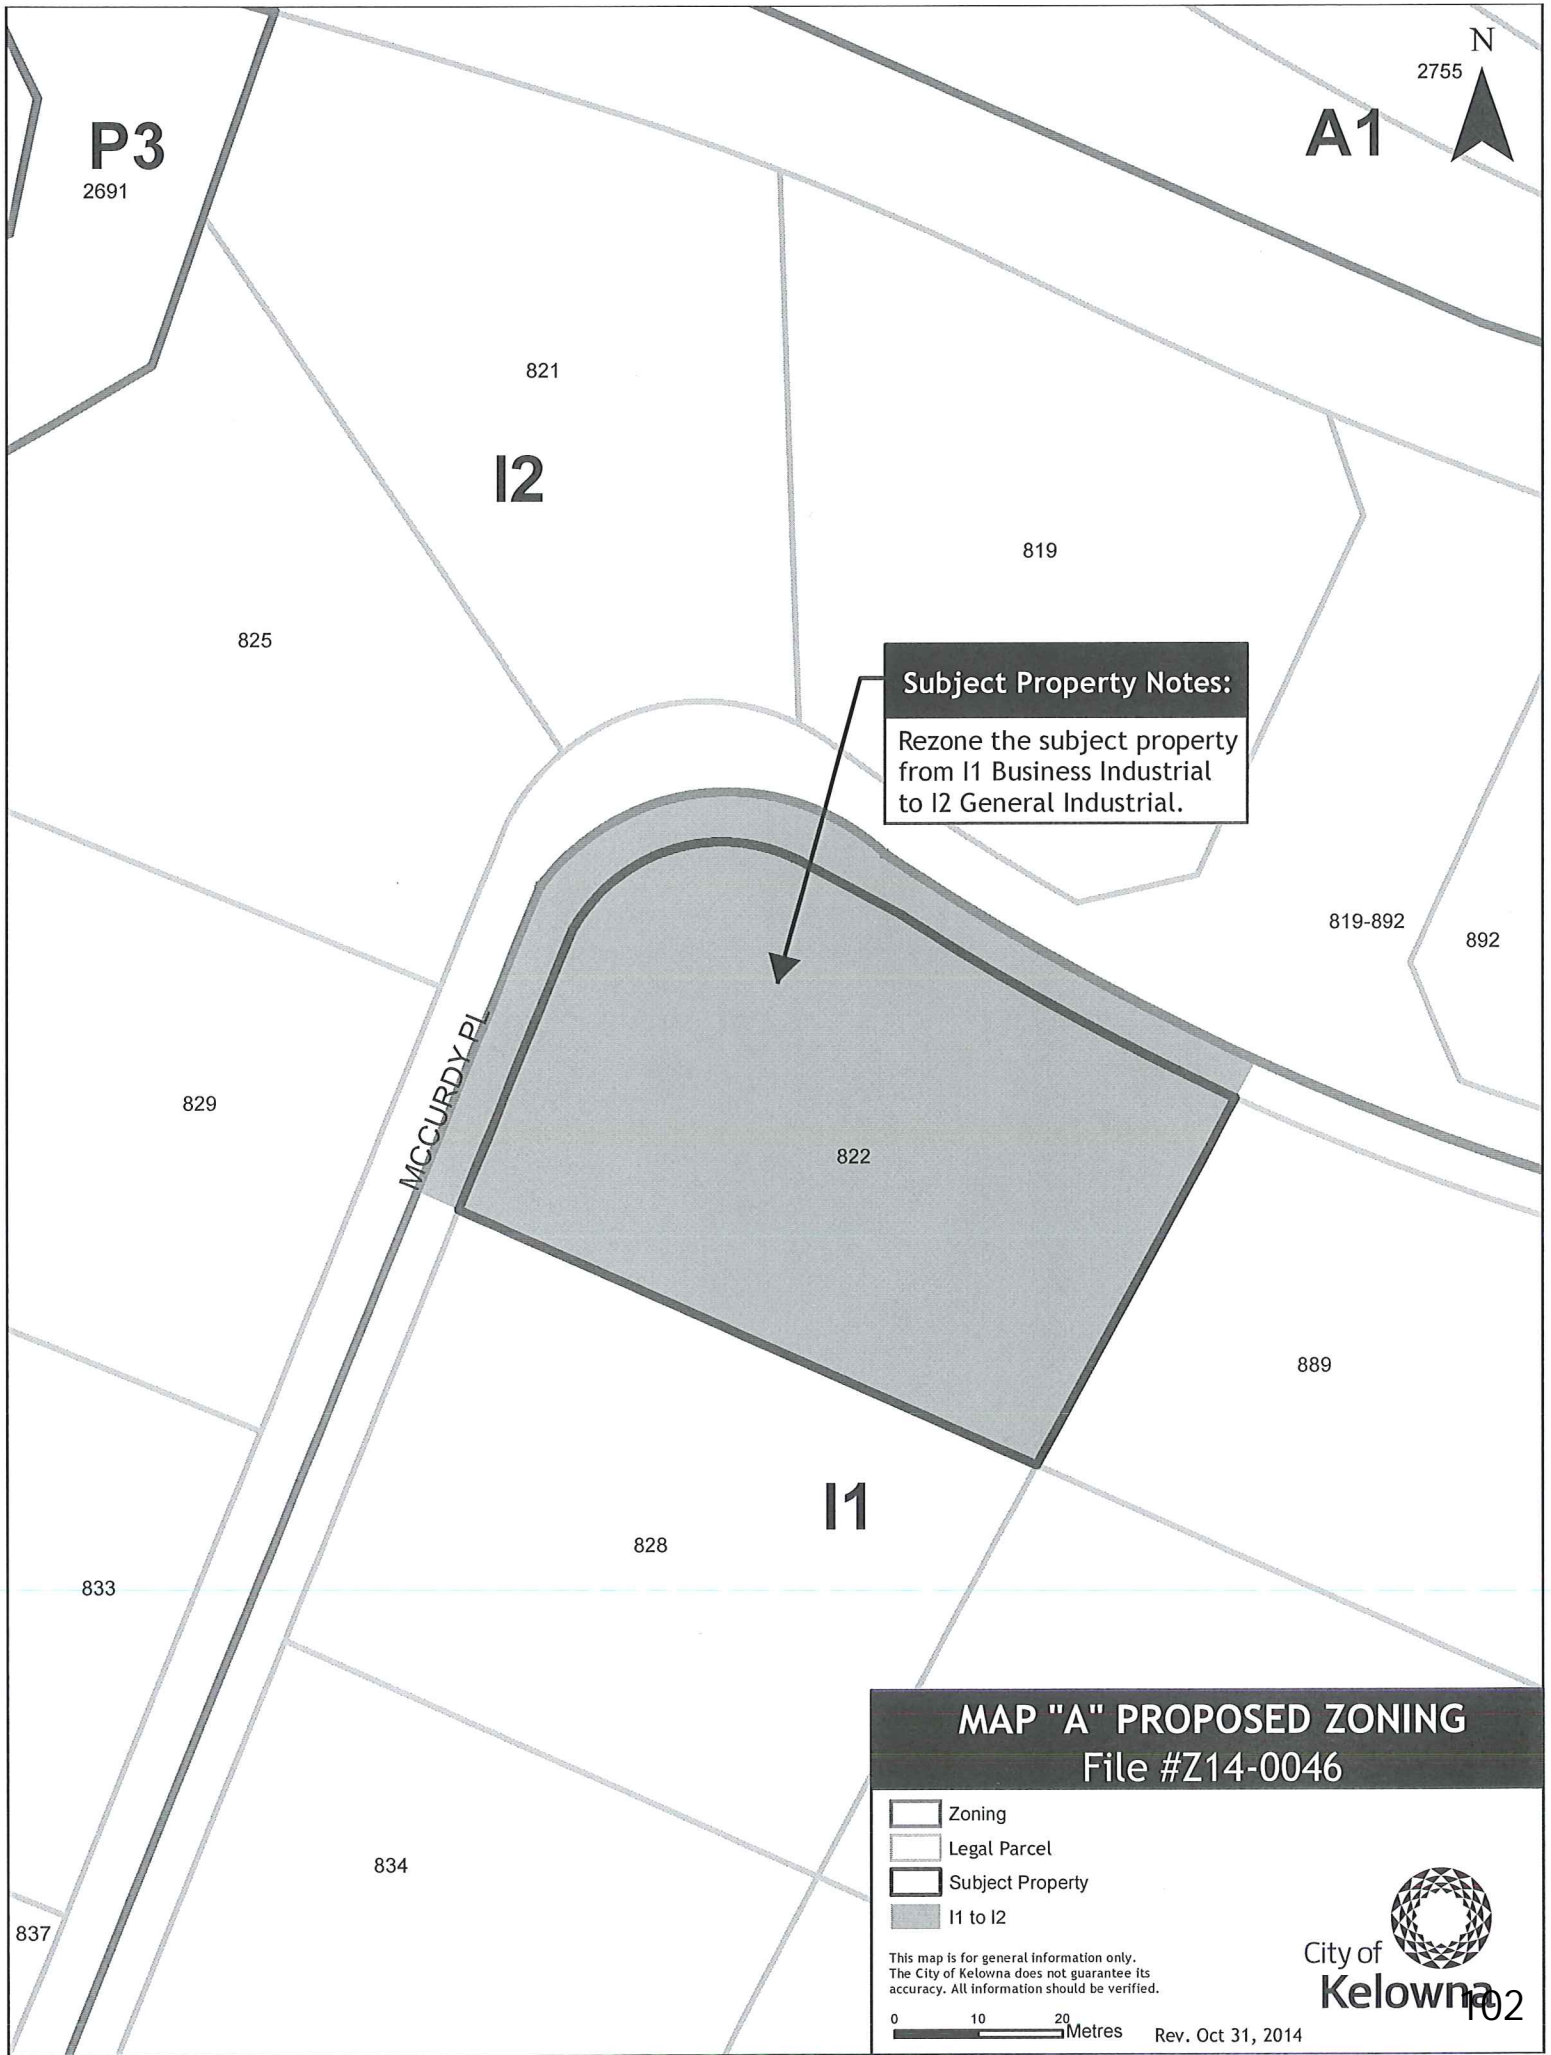 N
2755
P3
A1
2691
821
I2
819
825
Subject Property Notes:
Rezone the subject property
from I1 Business Industrial
to I2 General Industrial.
819-892
892
MCCURDY PL
829
822
889
I1
828
833
MAP "A" PROPOSED ZONING
File #Z14-0046
Zoning
Legal Parcel
834
Subject Property
I1 to I2
837
This map is for general information only.
The City of Kelowna does not guarantee its
accuracy. All information should be verified.
City of
Kelowna
102
0 10 20
Metres
Rev. Oct 31, 2014